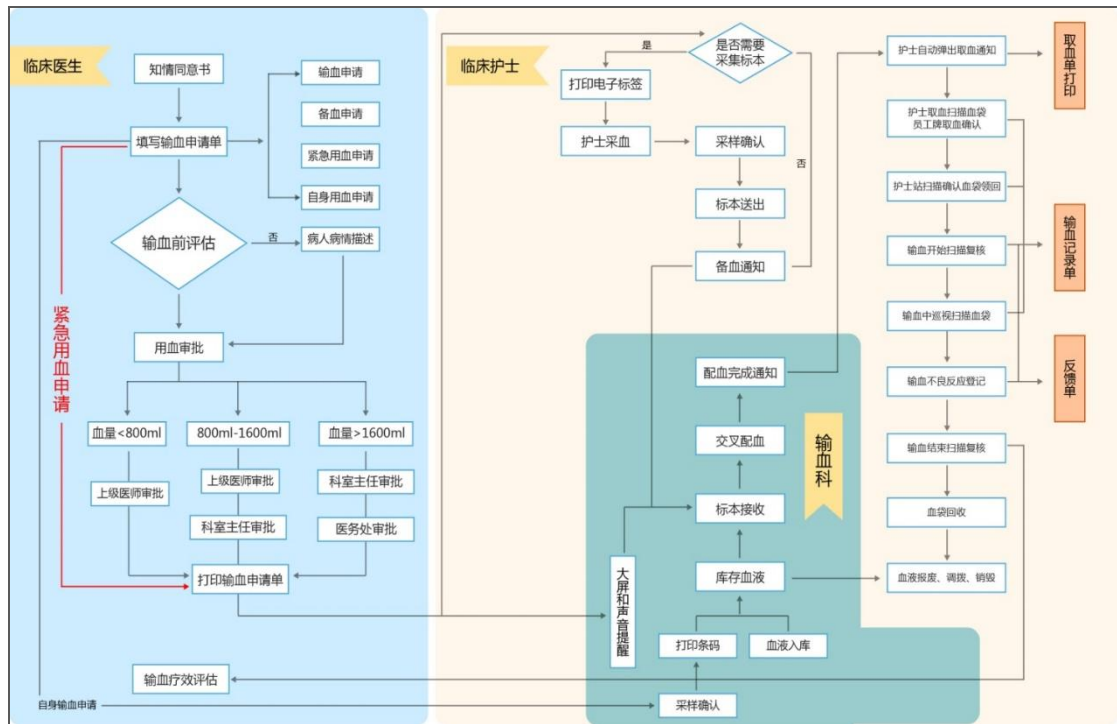 临床医生
知情同意书
填写输血申请单
输血申请
备血申请
紧急用血申请
自身用血申请
输血前评估
否
病人病情描述
紧急用血申请
用血审批
血量<800ml
800ml-1600ml
血量>1600ml
上级医师审批
上级医师审批
科室主任审批
科室主任审批
医务处审批
打印输血申请单
输血疗效评估
自身输血申请
临床护士
是否需要
采集标本
是
打印电子标签
护士采血
采样确认
否
标本送出
备血通知
输血科
配血完成通知
交叉配血
标本接收
库存血液
大屏和声音提醒
打印条码
血液入库
采样确认
护士自动弹出取血通知
护士取血扫描血袋
员工牌取血确认
护士站扫描确认血袋领回
输血开始扫描复核
输血中巡视扫描血袋
输血不良反应登记
输血结束扫描复核
血袋回收
血液报废、调拨、销毁
取血单打印
输血记录单
反馈单